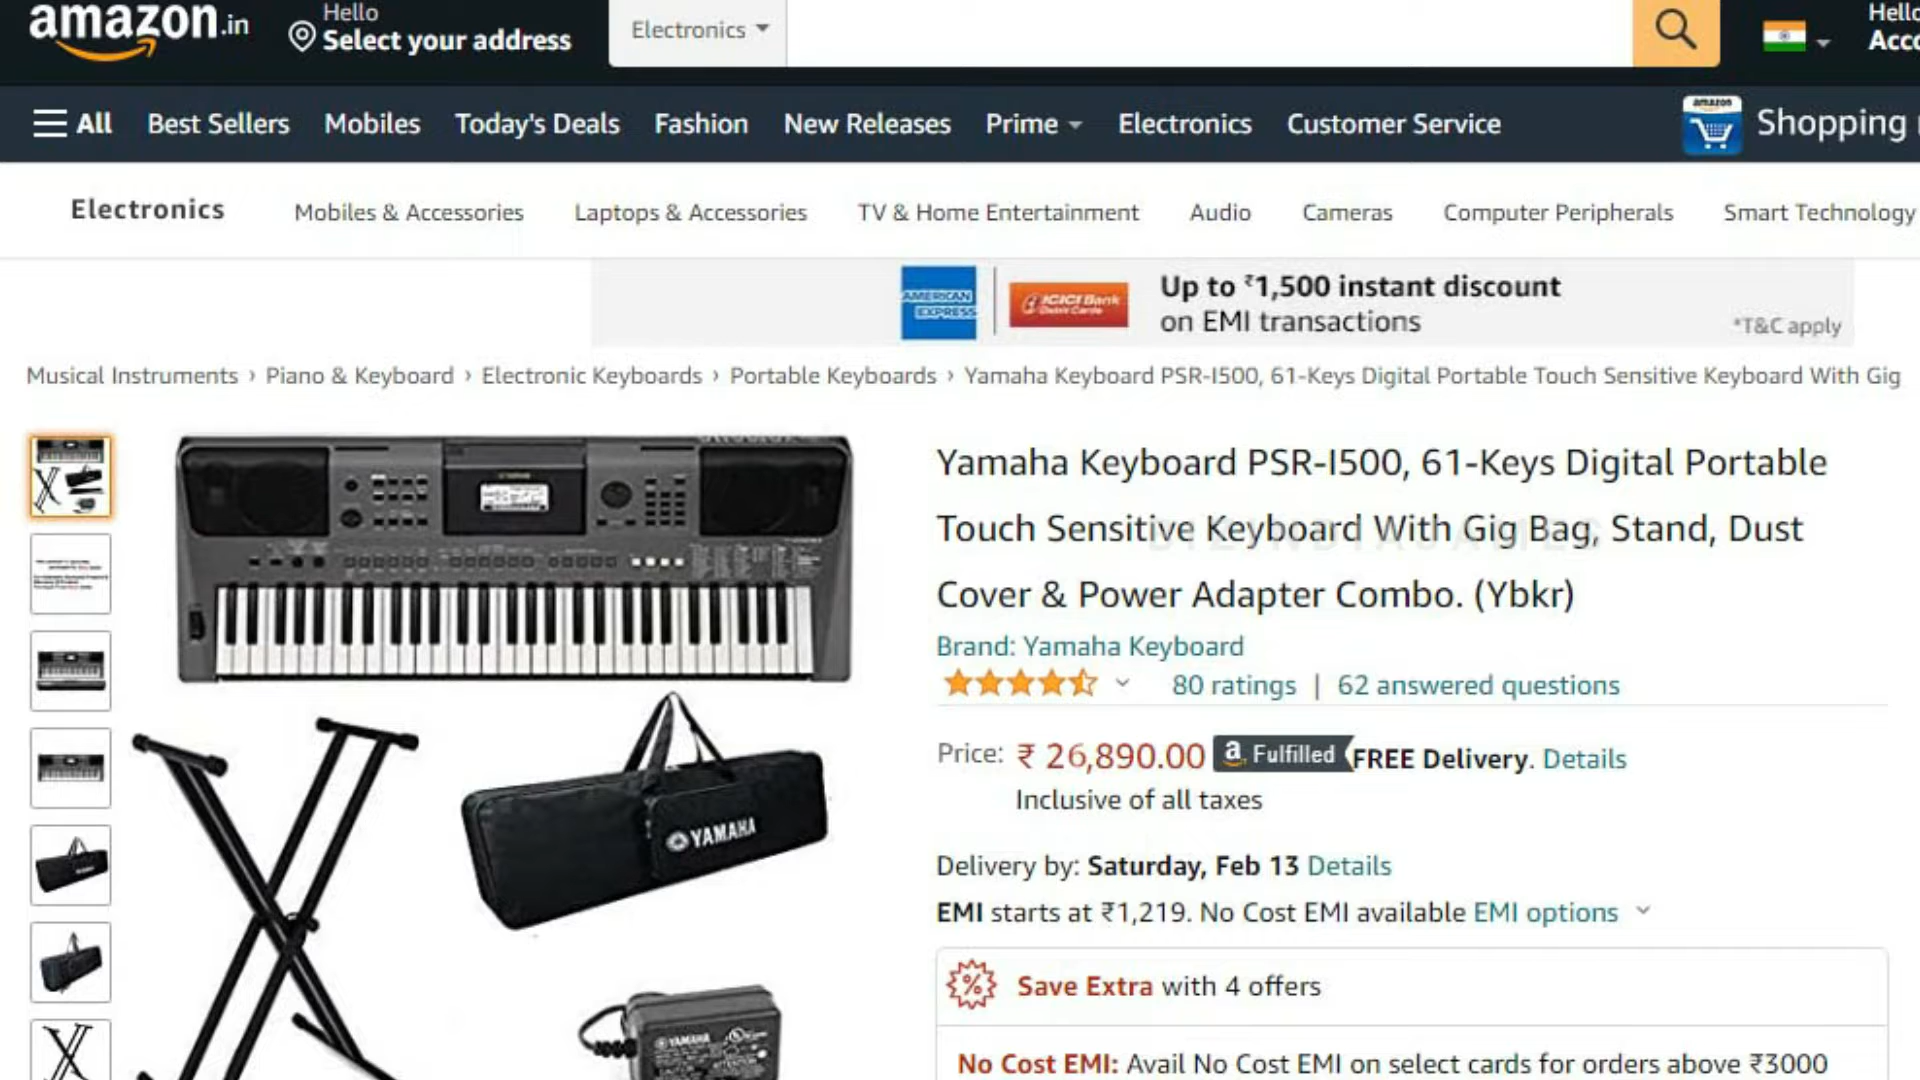 amazon.in
Hello
Select your address
Electronics
Hello
All
Best Sellers
Mobiles
Today's Deals
Fashion
New Releases
Prime
Electronics
Customer Service
amazon
Shopping
Electronics
Mobiles & Accessories
Laptops & Accessories
TV & Home Entertainment
Audio
Cameras
Computer Peripherals
Smart Technology
AMERICAN
EXPRESS
ICICI Bank
Debit Cards
Up to ₹1,500 instant discount
on EMI transactions
*T&C apply
Musical Instruments › Piano & Keyboard › Electronic Keyboards › Portable Keyboards › Yamaha Keyboard PSR-I500, 61-Keys Digital Portable Touch Sensitive Keyboard With Gig
Yamaha Keyboard PSR-I500, 61-Keys Digital Portable
Touch Sensitive Keyboard With Gig Bag, Stand, Dust
Cover & Power Adapter Combo. (Ybkr)
Brand: Yamaha Keyboard
80 ratings | 62 answered questions
Price: ₹ 26,890.00 a Fulfilled FREE Delivery. Details
Inclusive of all taxes
Delivery by: Saturday, Feb 13 Details
EMI starts at ₹1,219. No Cost EMI available EMI options
Save Extra with 4 offers
No Cost EMI: Avail No Cost EMI on select cards for orders above ₹3000
YAMAHA
YAMAHA